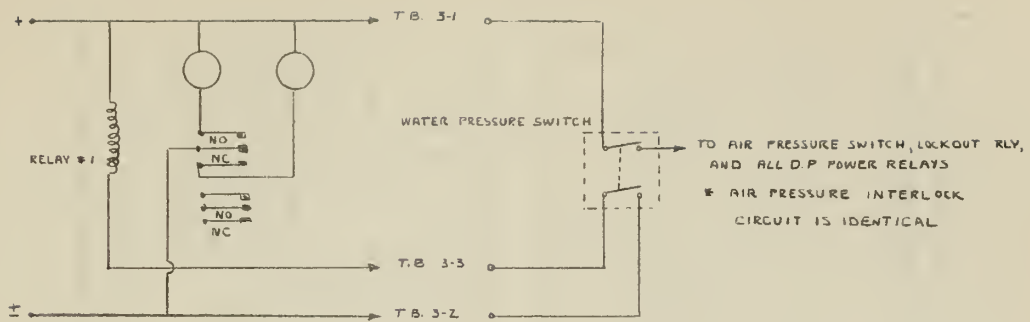 +
T.B. 3-1
WATER PRESSURE SWITCH
NO
NC
RELAY #1
TO AIR PRESSURE SWITCH, LOCKOUT RLY,
AND ALL D.P POWER RELAYS
* AIR PRESSURE INTERLOCK
CIRCUIT IS IDENTICAL
NO
NC
T.B 3-3
±
T B. 3-2